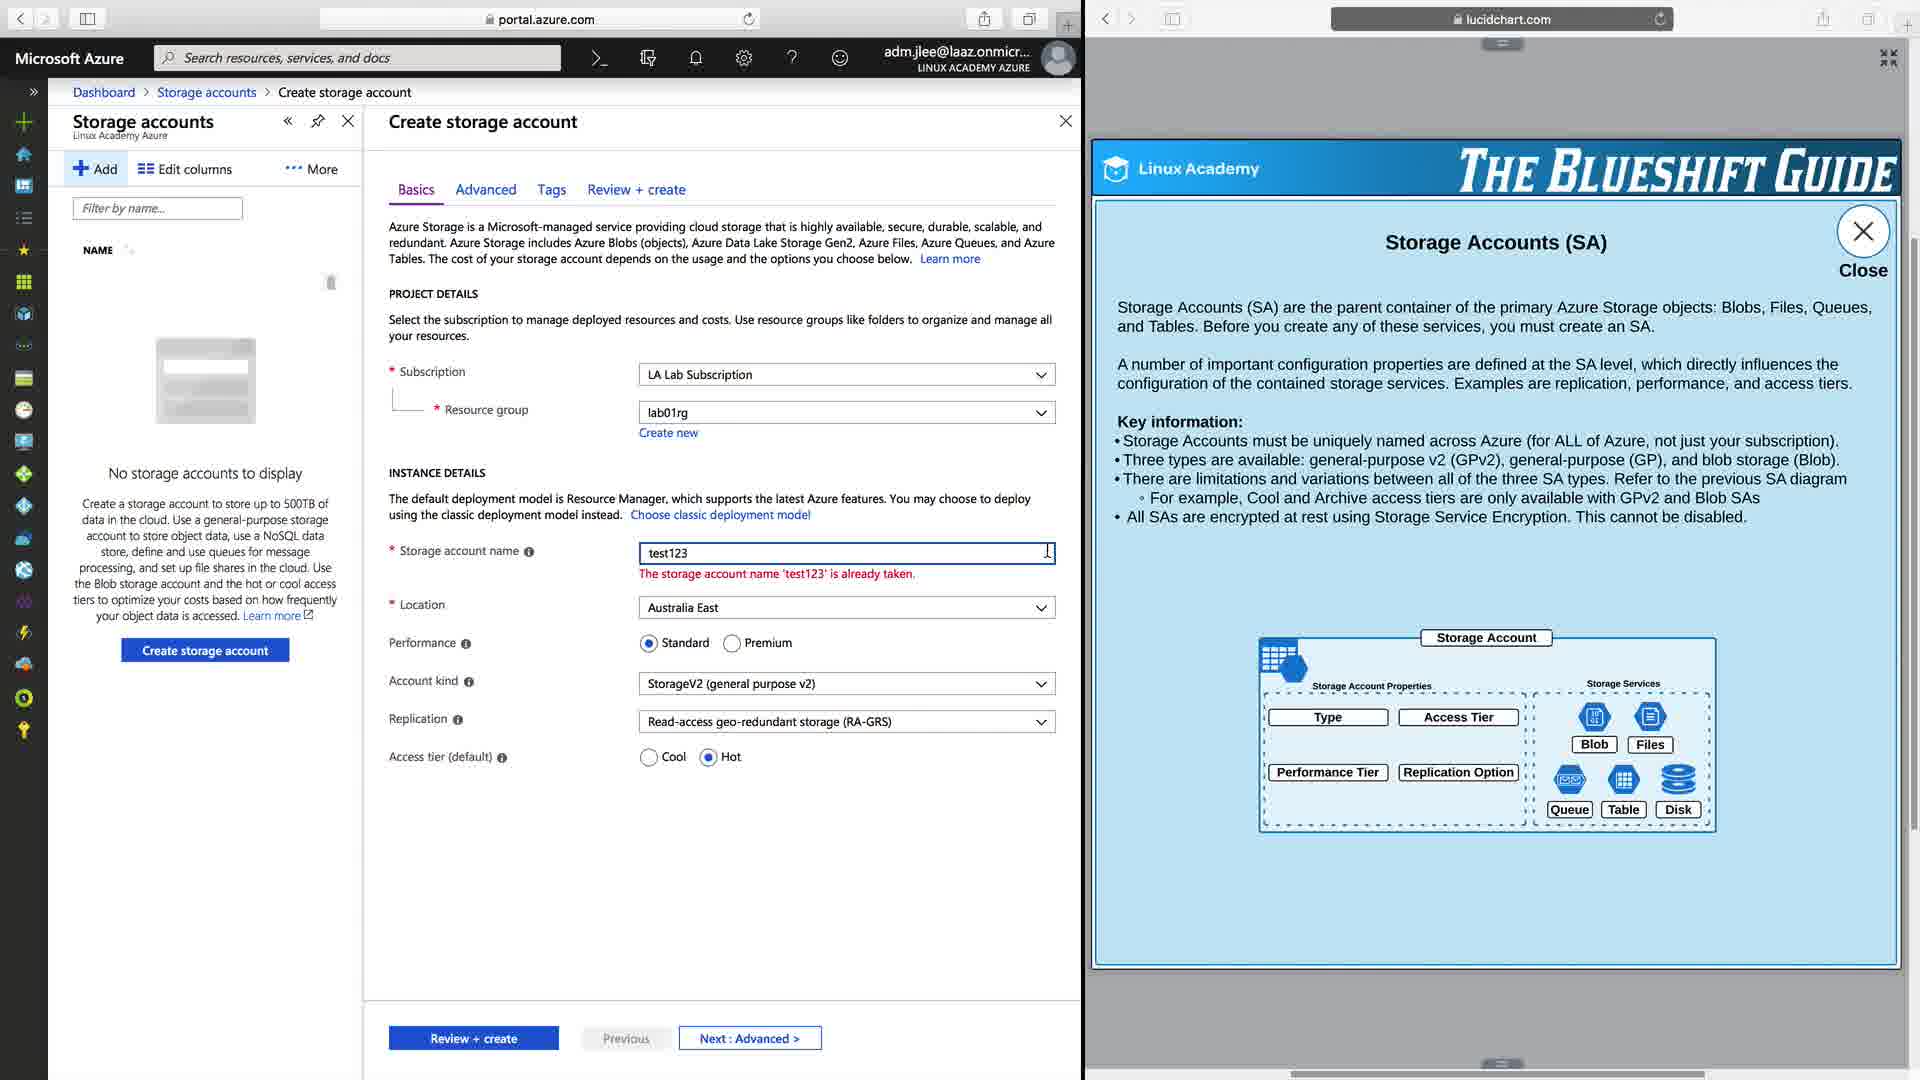 portal.azure.com
Microsoft Azure
Search resources, services, and docs
adm.jlee@laaz.onmicr...
LINUX ACADEMY AZURE
Dashboard > Storage accounts > Create storage account
Storage accounts
Linux Academy Azure
Add
Edit columns
More
Filter by name...
NAME
No storage accounts to display
Create a storage account to store up to 500TB of
data in the cloud. Use a general-purpose storage
account to store object data, use a NoSQL data
store, define and use queues for message
processing, and set up file shares in the cloud. Use
the Blob storage account and the hot or cool access
tiers to optimize your costs based on how frequently
your object data is accessed. Learn more
Create storage account
Create storage account
Basics Advanced Tags Review + create
Azure Storage is a Microsoft-managed service providing cloud storage that is highly available, secure, durable, scalable, and
redundant. Azure Storage includes Azure Blobs (objects), Azure Data Lake Storage Gen2, Azure Files, Azure Queues, and Azure
Tables. The cost of your storage account depends on the usage and the options you choose below. Learn more
PROJECT DETAILS
Select the subscription to manage deployed resources and costs. Use resource groups like folders to organize and manage all
your resources.
* Subscription
LA Lab Subscription
* Resource group
lab01rg
Create new
INSTANCE DETAILS
The default deployment model is Resource Manager, which supports the latest Azure features. You may choose to deploy
using the classic deployment model instead. Choose classic deployment model
* Storage account name
test123
The storage account name 'test123' is already taken.
* Location
Australia East
Performance
Standard Premium
Account kind
StorageV2 (general purpose v2)
Replication
Read-access geo-redundant storage (RA-GRS)
Access tier (default)
Cool Hot
Review + create
Previous
Next : Advanced >
lucidchart.com
Linux Academy
THE BLUESHIFT GUIDE
Storage Accounts (SA)
Close
Storage Accounts (SA) are the parent container of the primary Azure Storage objects: Blobs, Files, Queues,
and Tables. Before you create any of these services, you must create an SA.
A number of important configuration properties are defined at the SA level, which directly influences the
configuration of the contained storage services. Examples are replication, performance, and access tiers.
Key information:
• Storage Accounts must be uniquely named across Azure (for ALL of Azure, not just your subscription).
• Three types are available: general-purpose v2 (GPv2), general-purpose (GP), and blob storage (Blob).
• There are limitations and variations between all of the three SA types. Refer to the previous SA diagram
◦ For example, Cool and Archive access tiers are only available with GPv2 and Blob SAs
• All SAs are encrypted at rest using Storage Service Encryption. This cannot be disabled.
Storage Account
Storage Account Properties
Type
Access Tier
Performance Tier
Replication Option
Storage Services
Blob
Files
Queue
Table
Disk